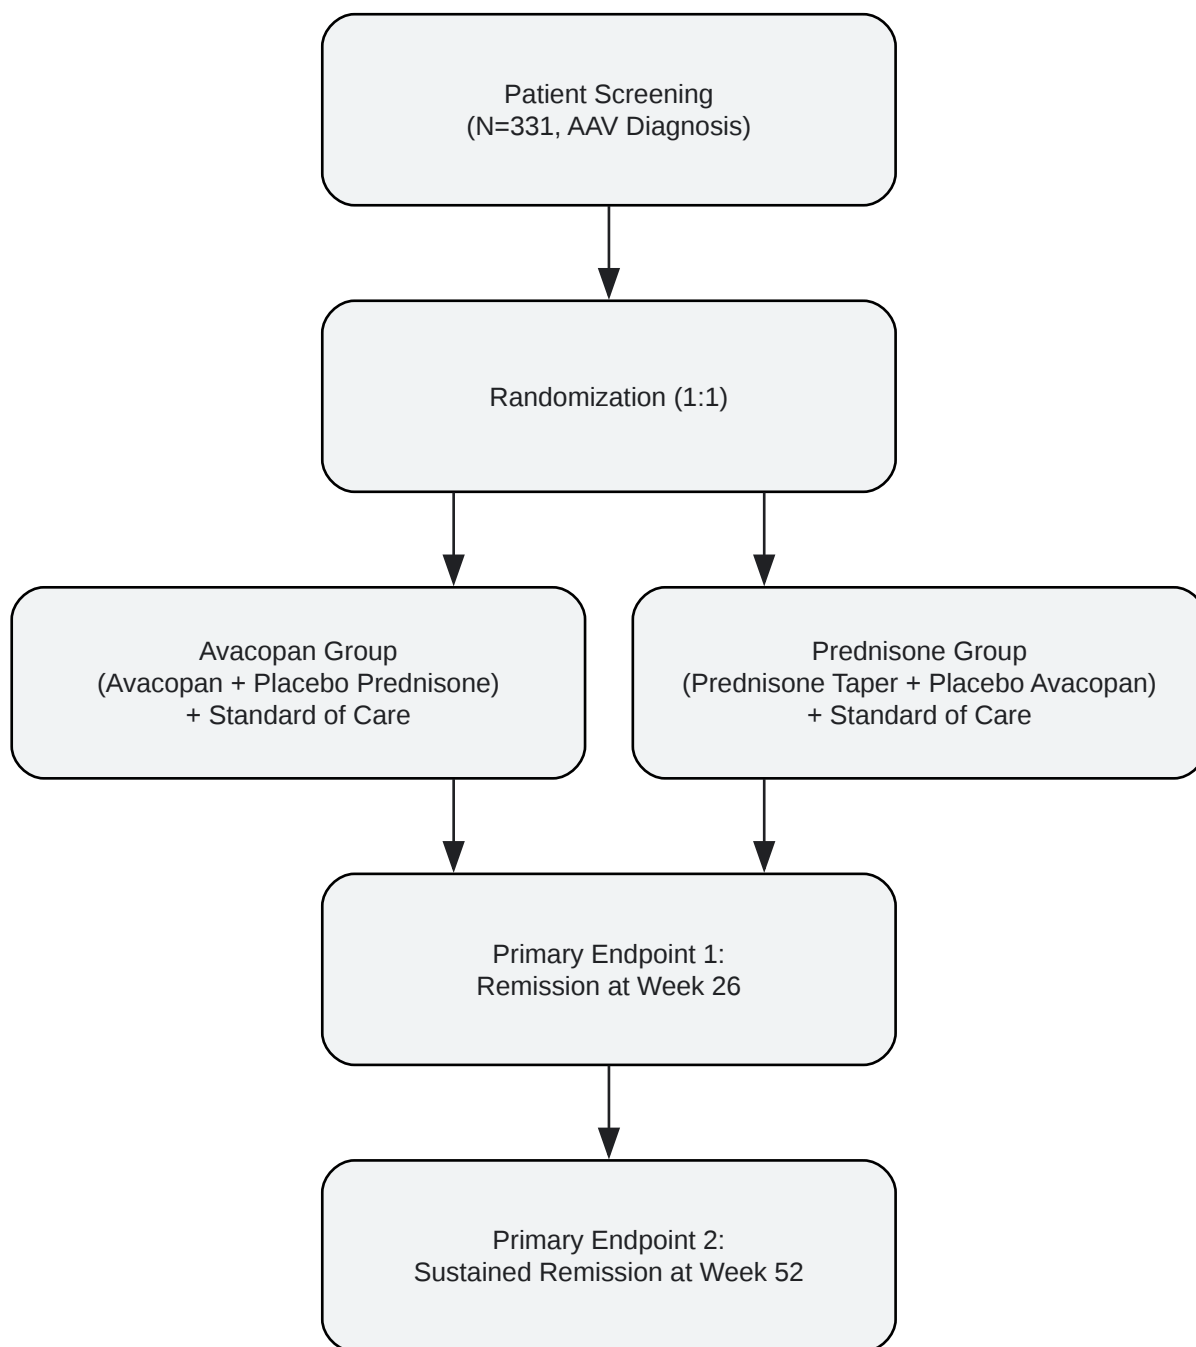 Patient Screening
(N=331, AAV Diagnosis)
Randomization (1:1)
Avacopan Group
(Avacopan + Placebo Prednisone)
+ Standard of Care
Prednisone Group
(Prednisone Taper + Placebo Avacopan)
+ Standard of Care
Primary Endpoint 1:
Remission at Week 26
Primary Endpoint 2:
Sustained Remission at Week 52